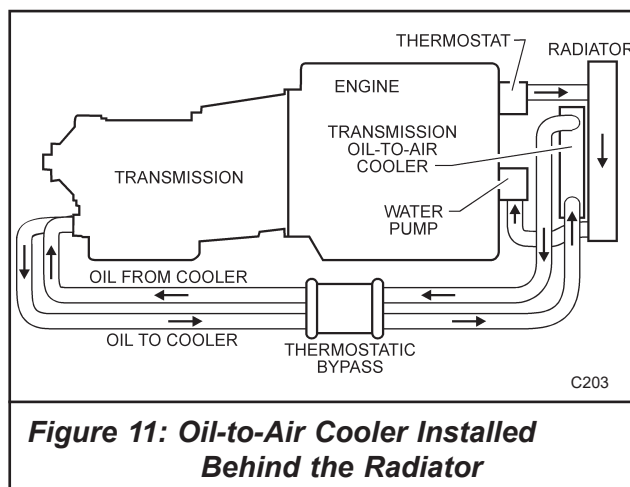 THERMOSTAT
RADIATOR
ENGINE
TRANSMISSION
OIL-TO-AIR
COOLER
TRANSMISSION
WATER
PUMP
OIL FROM COOLER
OIL TO COOLER
THERMOSTATIC
BYPASS
C203
Figure 11: Oil-to-Air Cooler Installed
Behind the Radiator